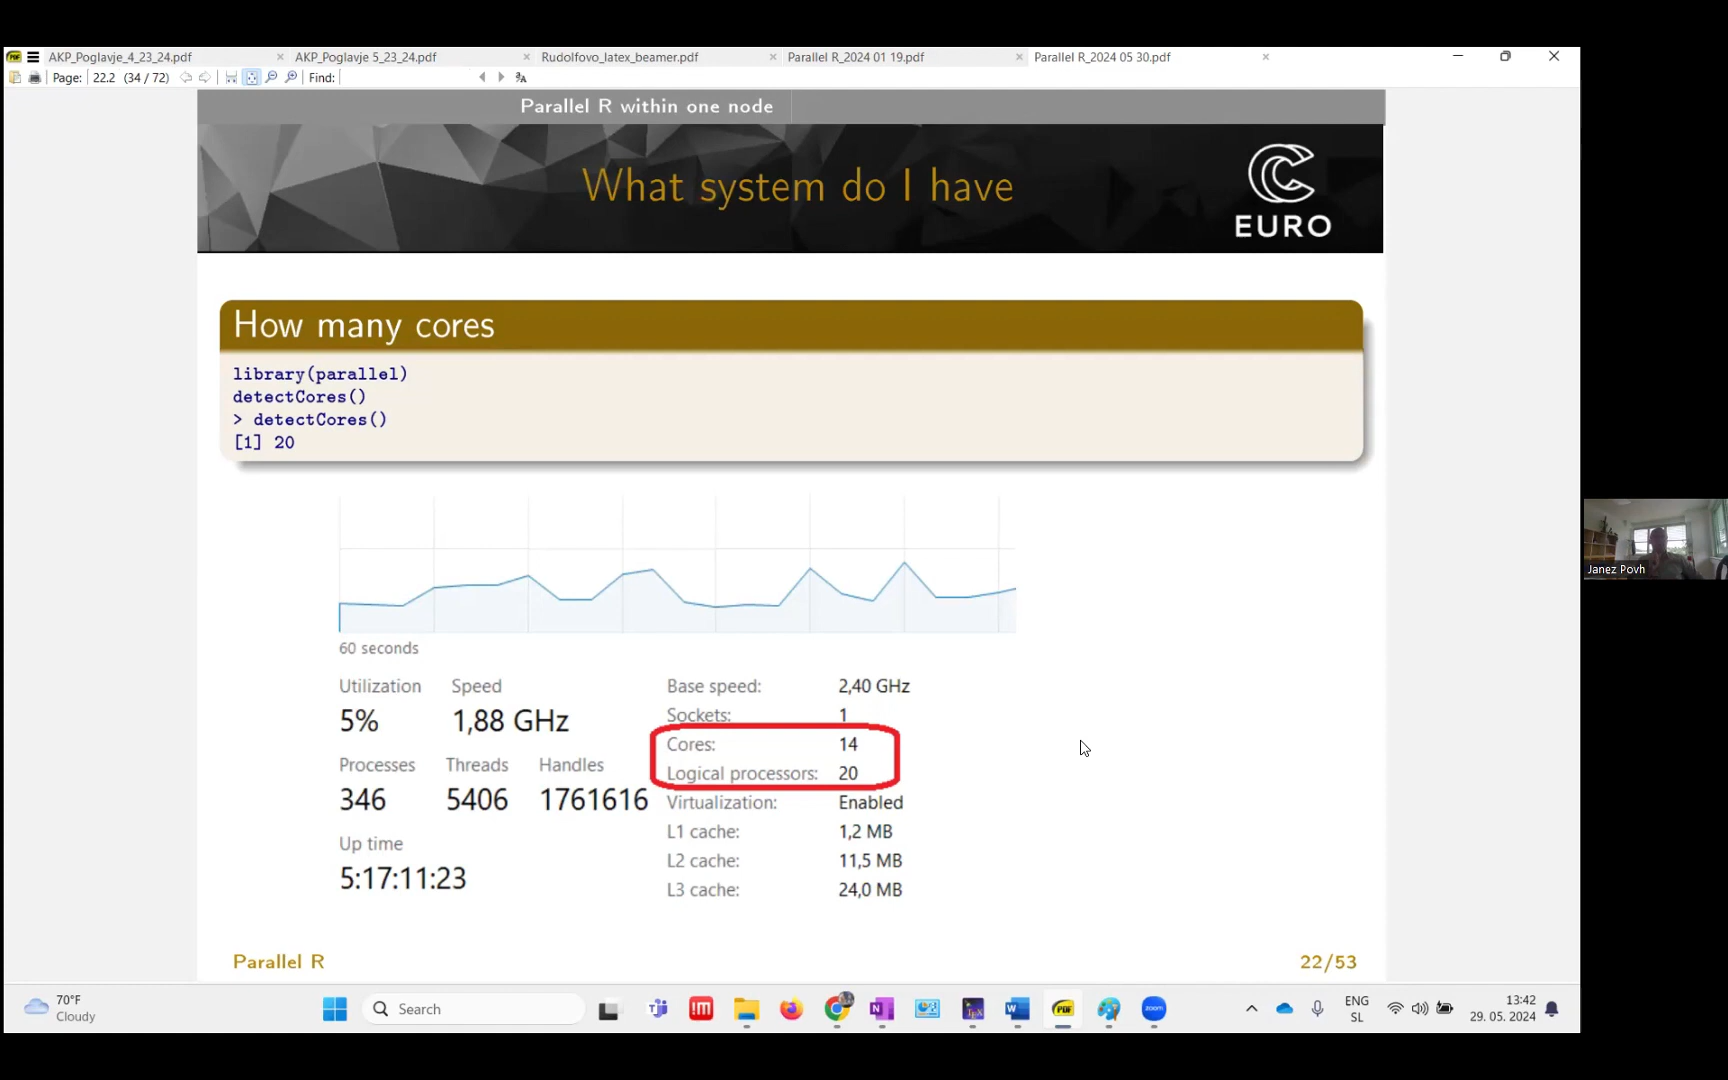 AKP_Poglavje_4_23_24.pdf
AKP_Poglavje 5_23_24.pdf
Rudolfovo_latex_beamer.pdf
Parallel R_2024 01 19.pdf
Parallel R_2024 05 30.pdf
Page: 22.2 (34 / 72)
Find:
Parallel R within one node
What system do I have
EURO
How many cores
library(parallel)
detectCores()
> detectCores()
[1] 20
60 seconds
Utilization Speed
5% 1,88 GHz
Processes Threads Handles
346 5406 1761616
Up time
5:17:11:23
Base speed: 2,40 GHz
Sockets: 1
Cores: 14
Logical processors: 20
Virtualization: Enabled
L1 cache: 1,2 MB
L2 cache: 11,5 MB
L3 cache: 24,0 MB
Parallel R
22/53
Janez Povh
70°F
Cloudy
Search
PDF
zoom
ENG
SL
13:42
29. 05. 2024